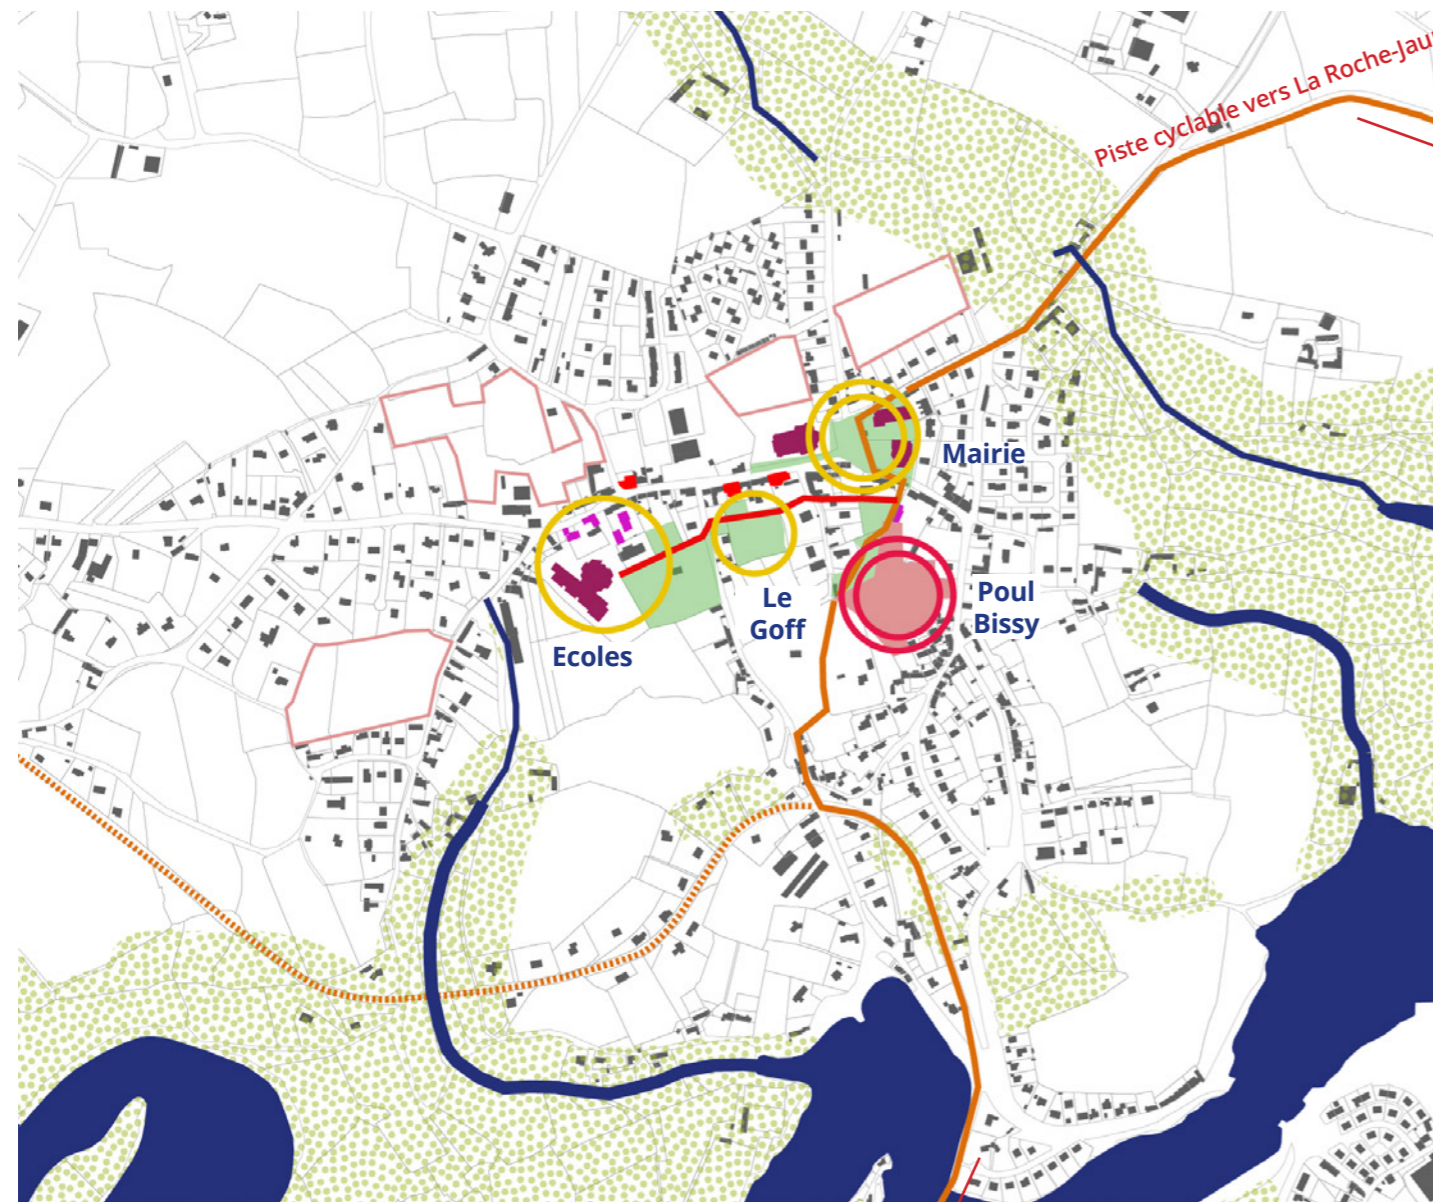 Piste cyclable vers La Roche-Jau
Mairie
Le
Goff
Poul
Bissy
Ecoles